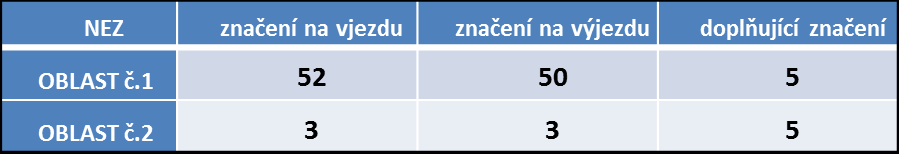 NEZ značení na vjezdu značení na výjezdu doplňující značení
OBLAST č.1 52 50 5
OBLAST č.2 3 3 5